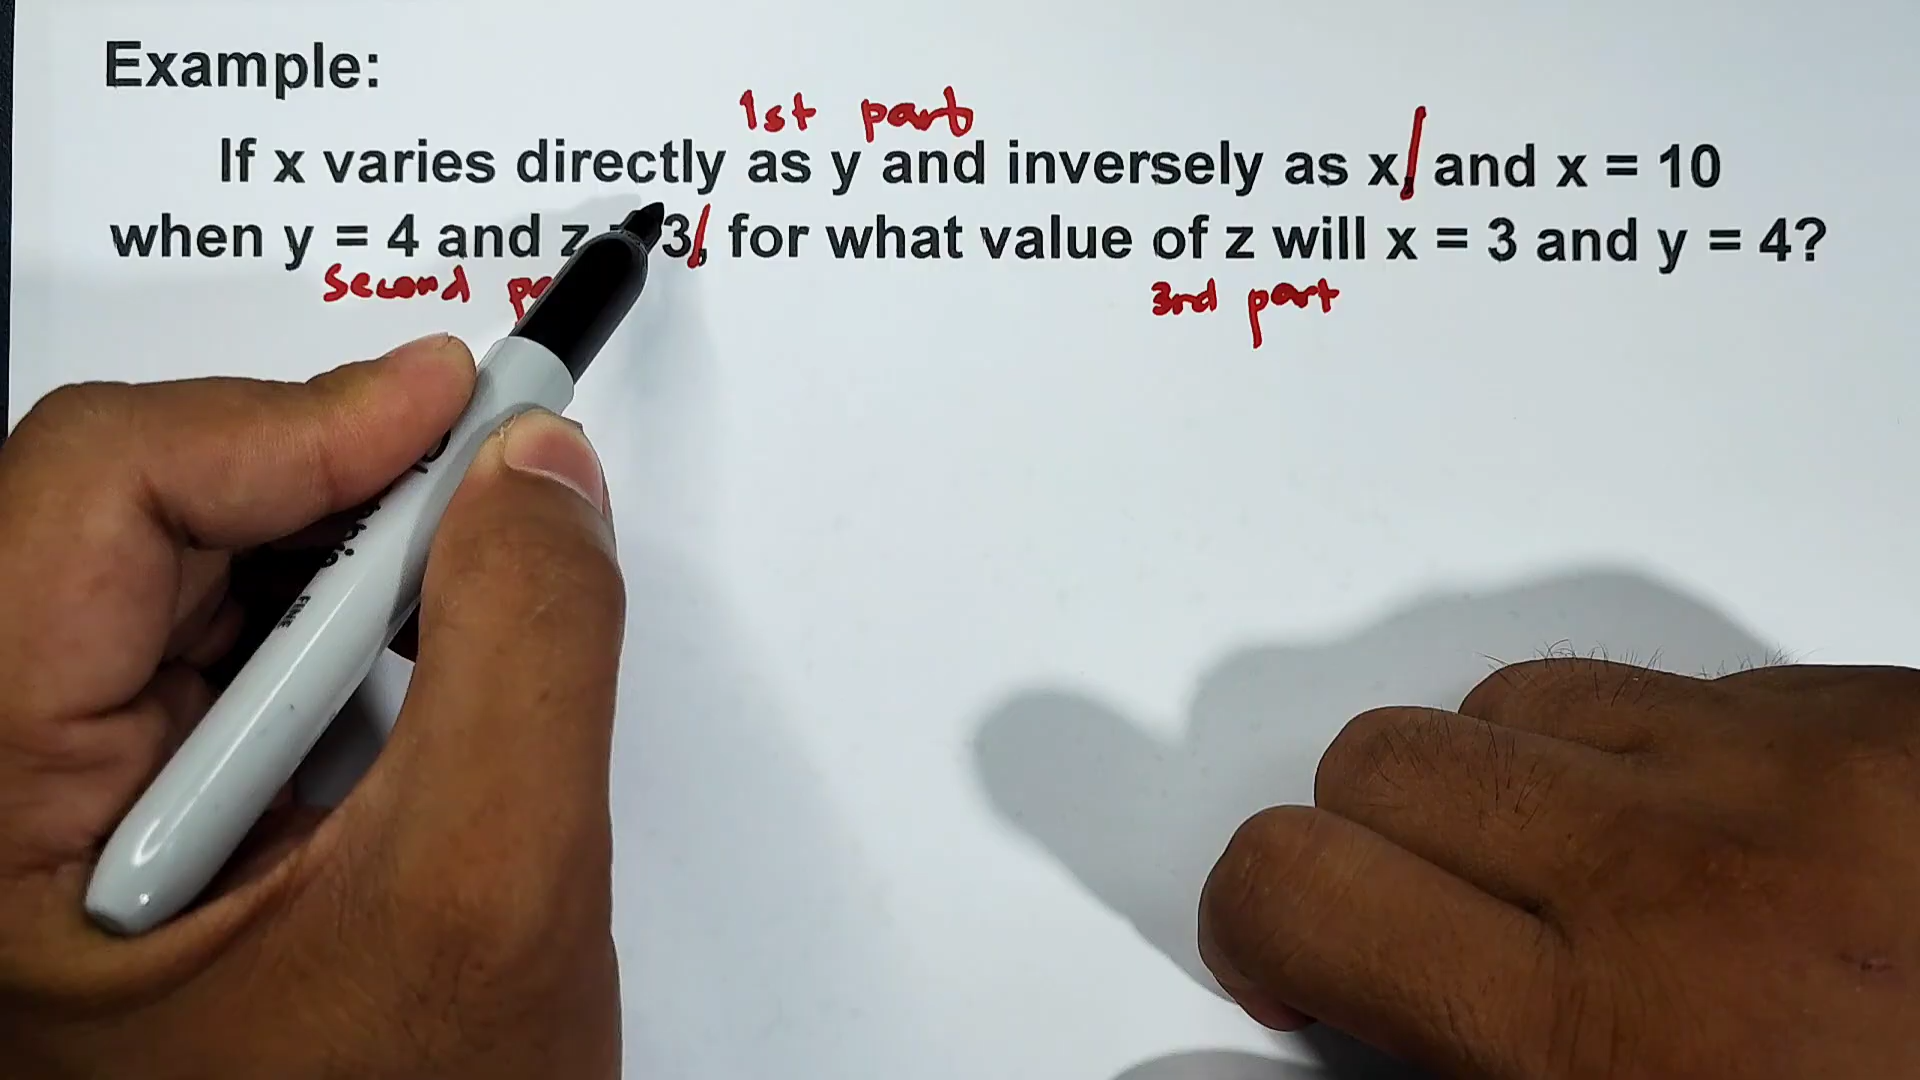 Example:
1st part
If x varies directly as y and inversely as x, and x = 10
when y = 4 and z = 3, for what value of z will x = 3 and y = 4?
second
3rd part
FINE